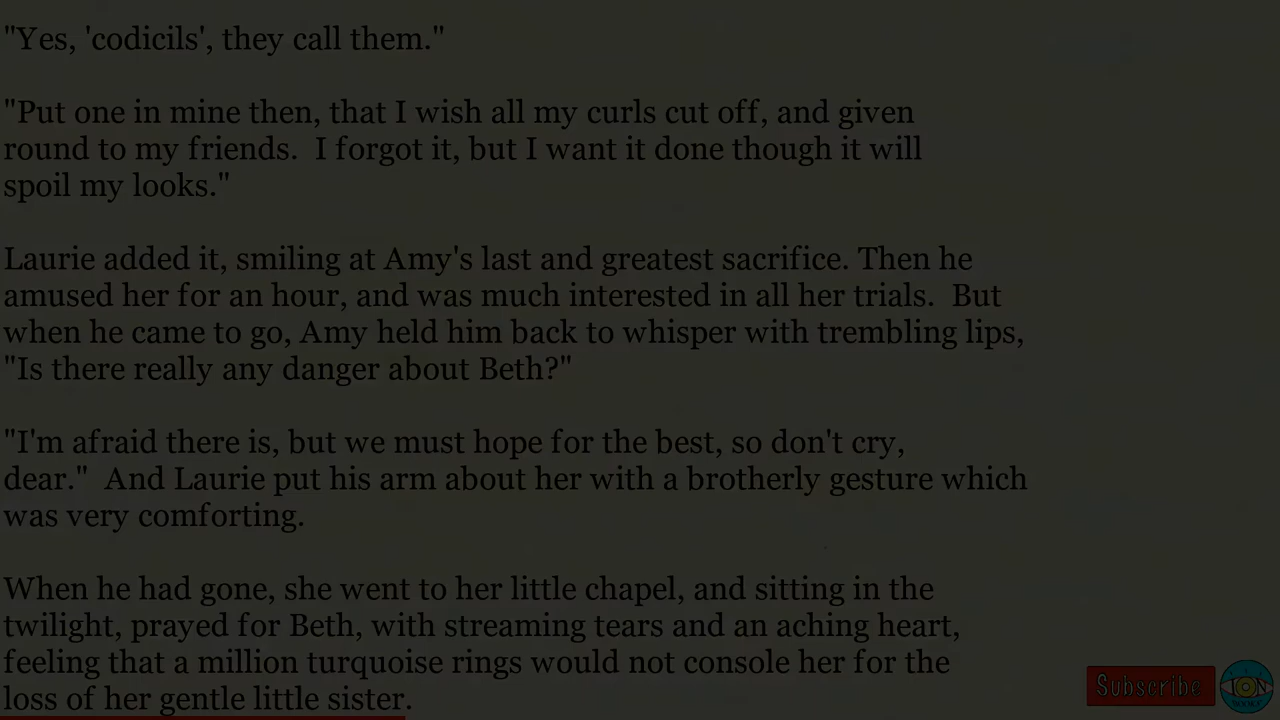 "Yes, 'codicils', they call them."
"Put one in mine then, that I wish all my curls cut off, and given
round to my friends.  I forgot it, but I want it done though it will
spoil my looks."
Laurie added it, smiling at Amy's last and greatest sacrifice. Then he
amused her for an hour, and was much interested in all her trials.  But
when he came to go, Amy held him back to whisper with trembling lips,
"Is there really any danger about Beth?"
"I'm afraid there is, but we must hope for the best, so don't cry,
dear."  And Laurie put his arm about her with a brotherly gesture which
was very comforting.
When he had gone, she went to her little chapel, and sitting in the
twilight, prayed for Beth, with streaming tears and an aching heart,
feeling that a million turquoise rings would not console her for the
loss of her gentle little sister.
Subscribe
ION
BOOKS